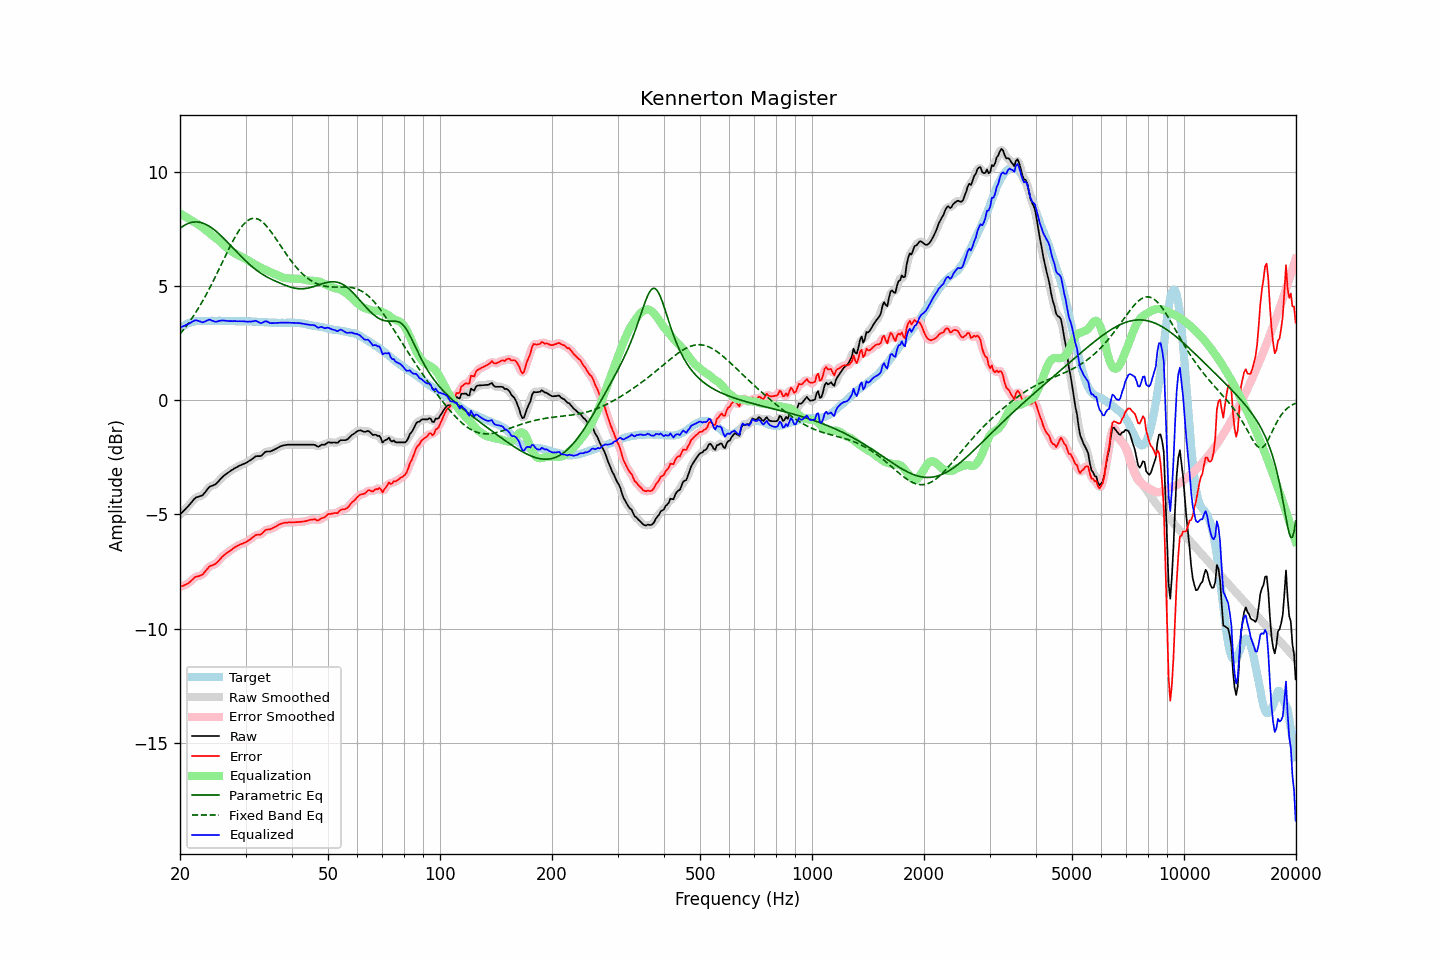 Kennerton Magister
Amplitude (dBr)
10
5
0
−5
−10
−15
Target
Raw Smoothed
Error Smoothed
Raw
Error
Equalization
Parametric Eq
Fixed Band Eq
Equalized
20 50 100 200 500 1000 2000 5000 10000 20000
Frequency (Hz)